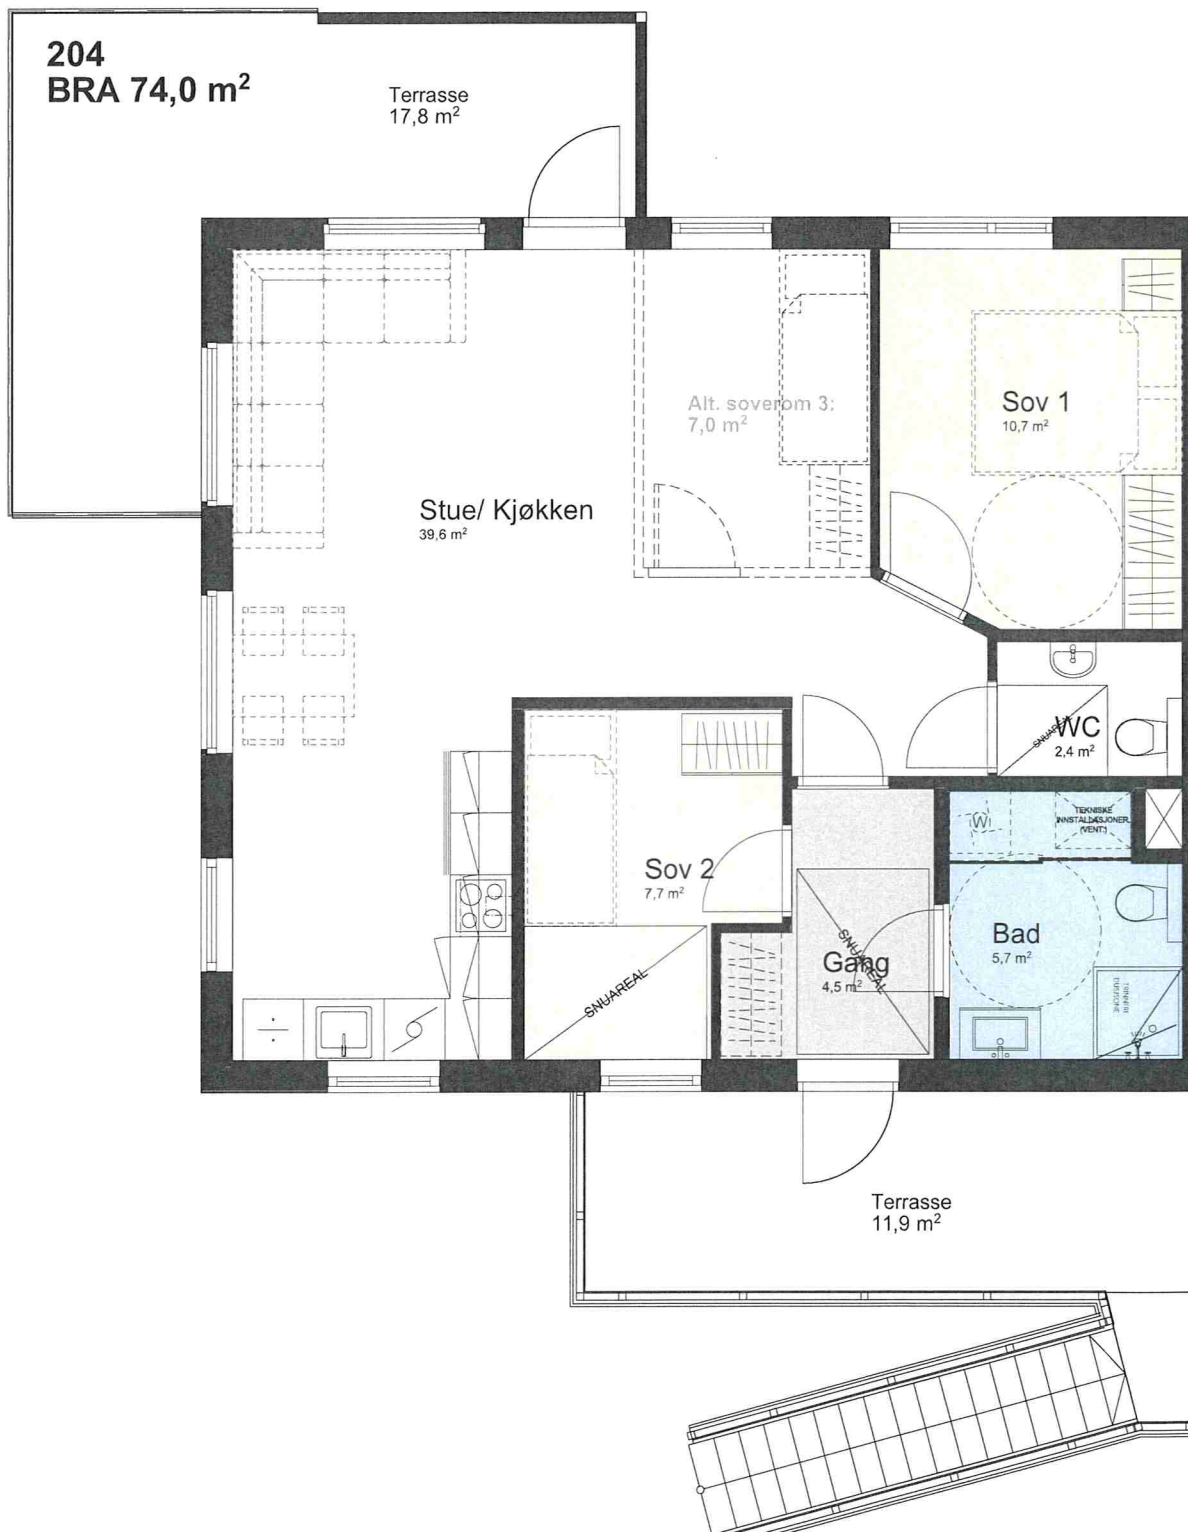 204
BRA 74,0 m²
Terrasse
17,8 m²
Alt. soverom 3:
7,0 m²
Sov 1
10,7 m²
Stue/ Kjøkken
39,6 m²
SNUAREAL
WC
2,4 m²
W
TEKNISKE
INNSTALLASJONER
(VENT.)
Sov 2
7,7 m²
SNUAREAL
Gang
4,5 m²
SNUAREAL
Bad
5,7 m²
TRINNFRI
DUSJSONE
Terrasse
11,9 m²